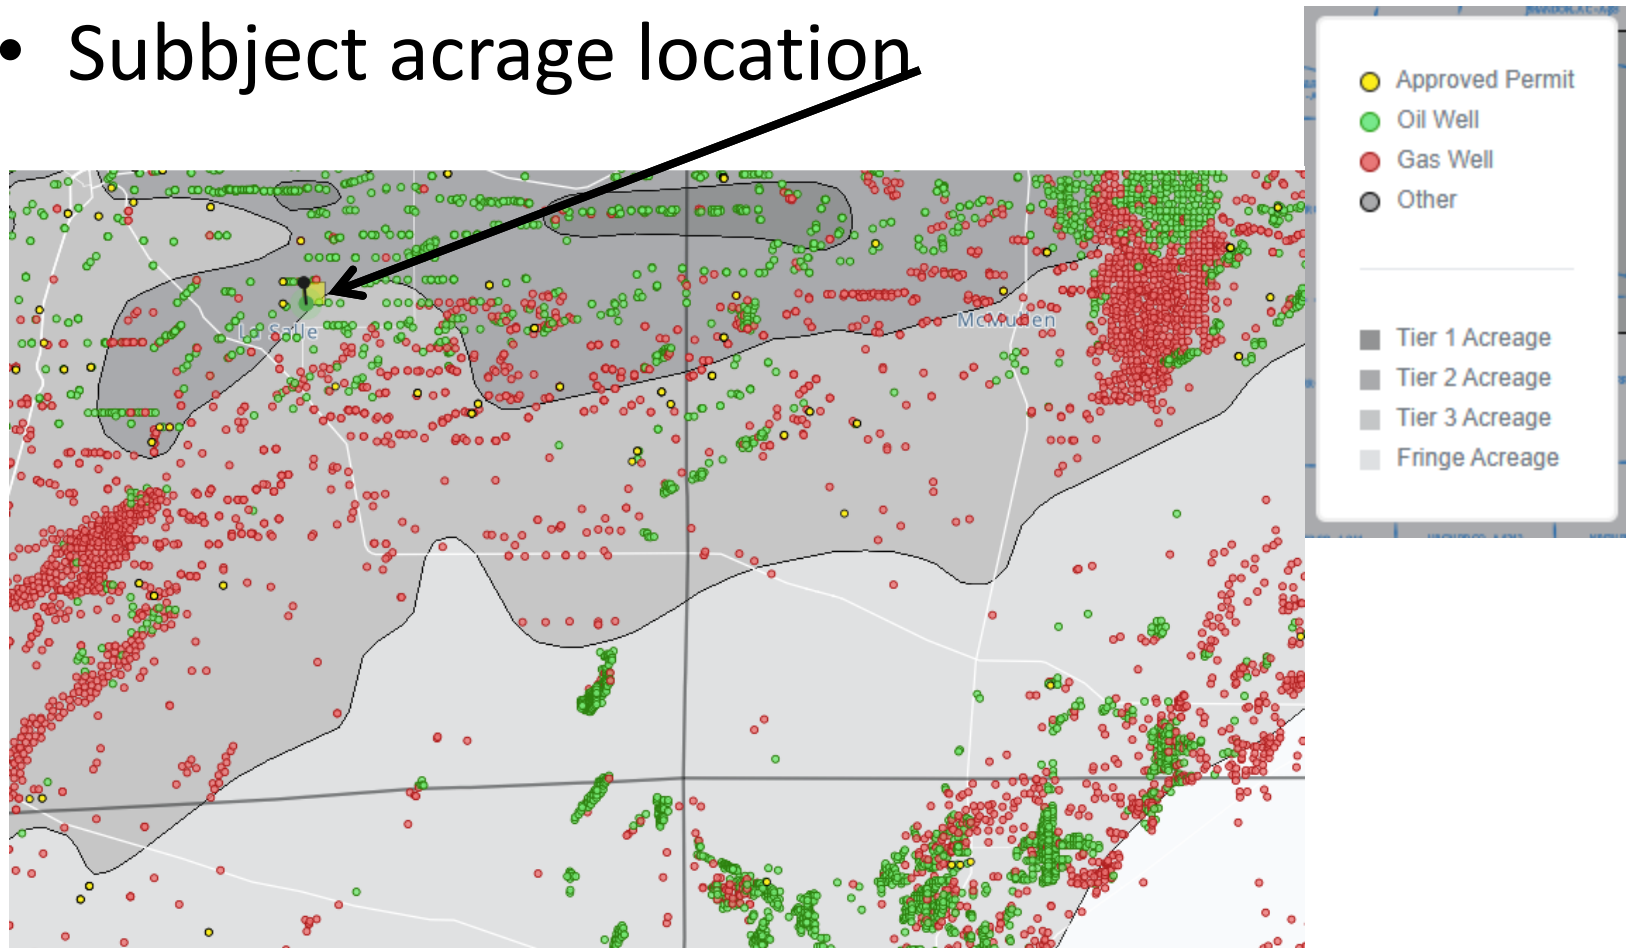 • Subbject acrage location
Approved Permit
Oil Well
Gas Well
Other
Tier 1 Acreage
Tier 2 Acreage
Tier 3 Acreage
Fringe Acreage
La Salle
McMullen